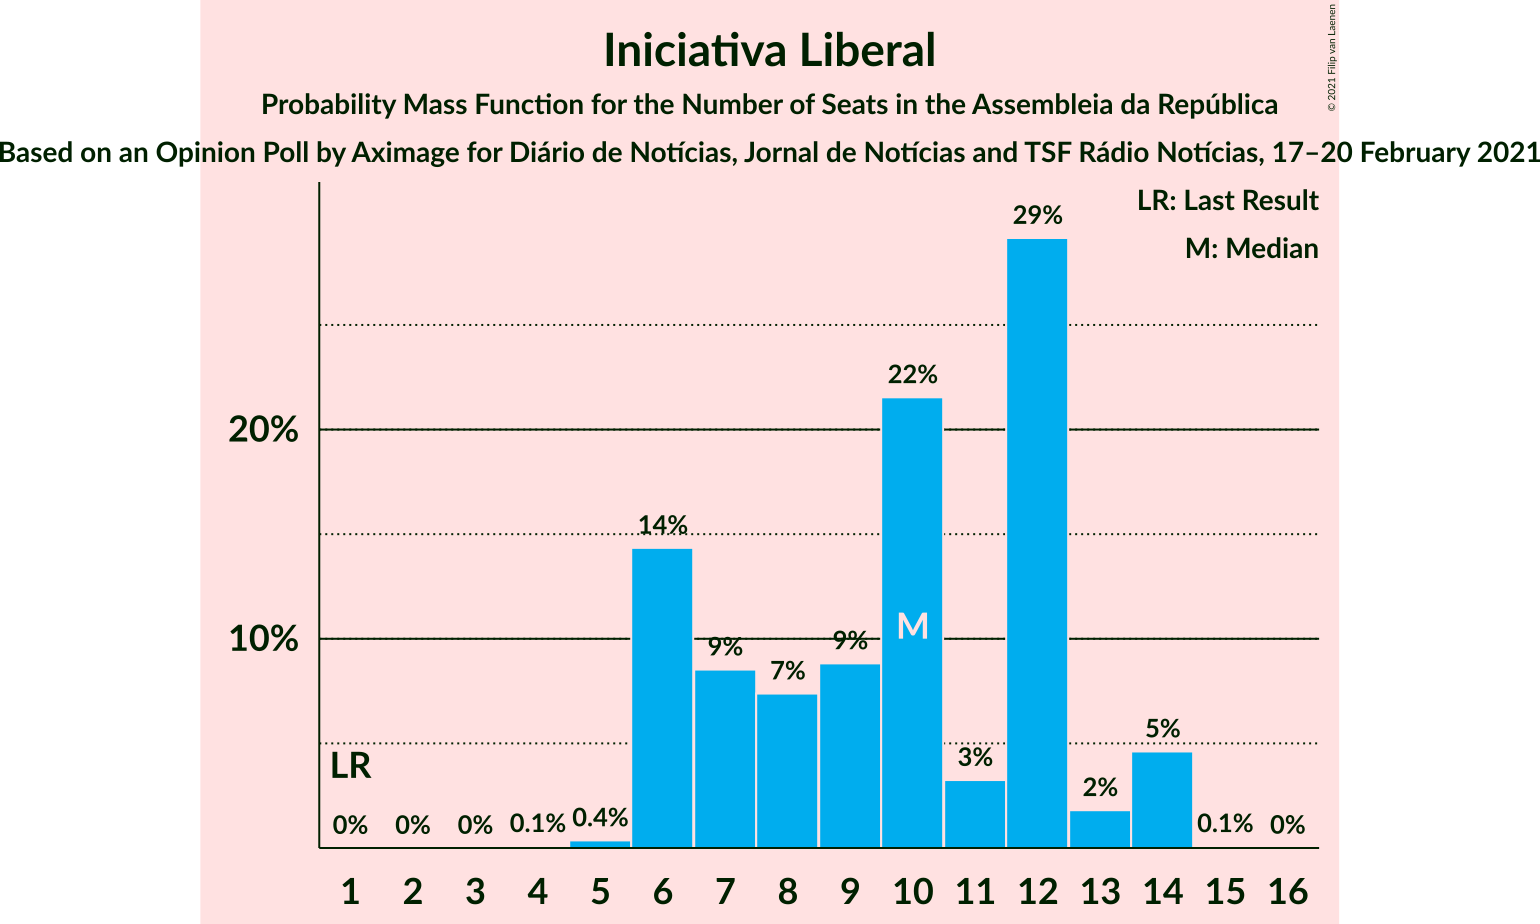 Iniciativa Liberal
Probability Mass Function for the Number of Seats in the Assembleia da República
Based on an Opinion Poll by Aximage for Diário de Notícias, Jornal de Notícias and TSF Rádio Notícias, 17–20 February 2021
© 2021 Filip van Laenen
LR: Last Result
M: Median
29%
22%
20%
14%
M
10%
9%
9%
7%
5%
3%
LR
2%
0%
0%
0%
0.1%
0.4%
0.1%
0%
1 2 3 4 5 6 7 8 9 10 11 12 13 14 15 16